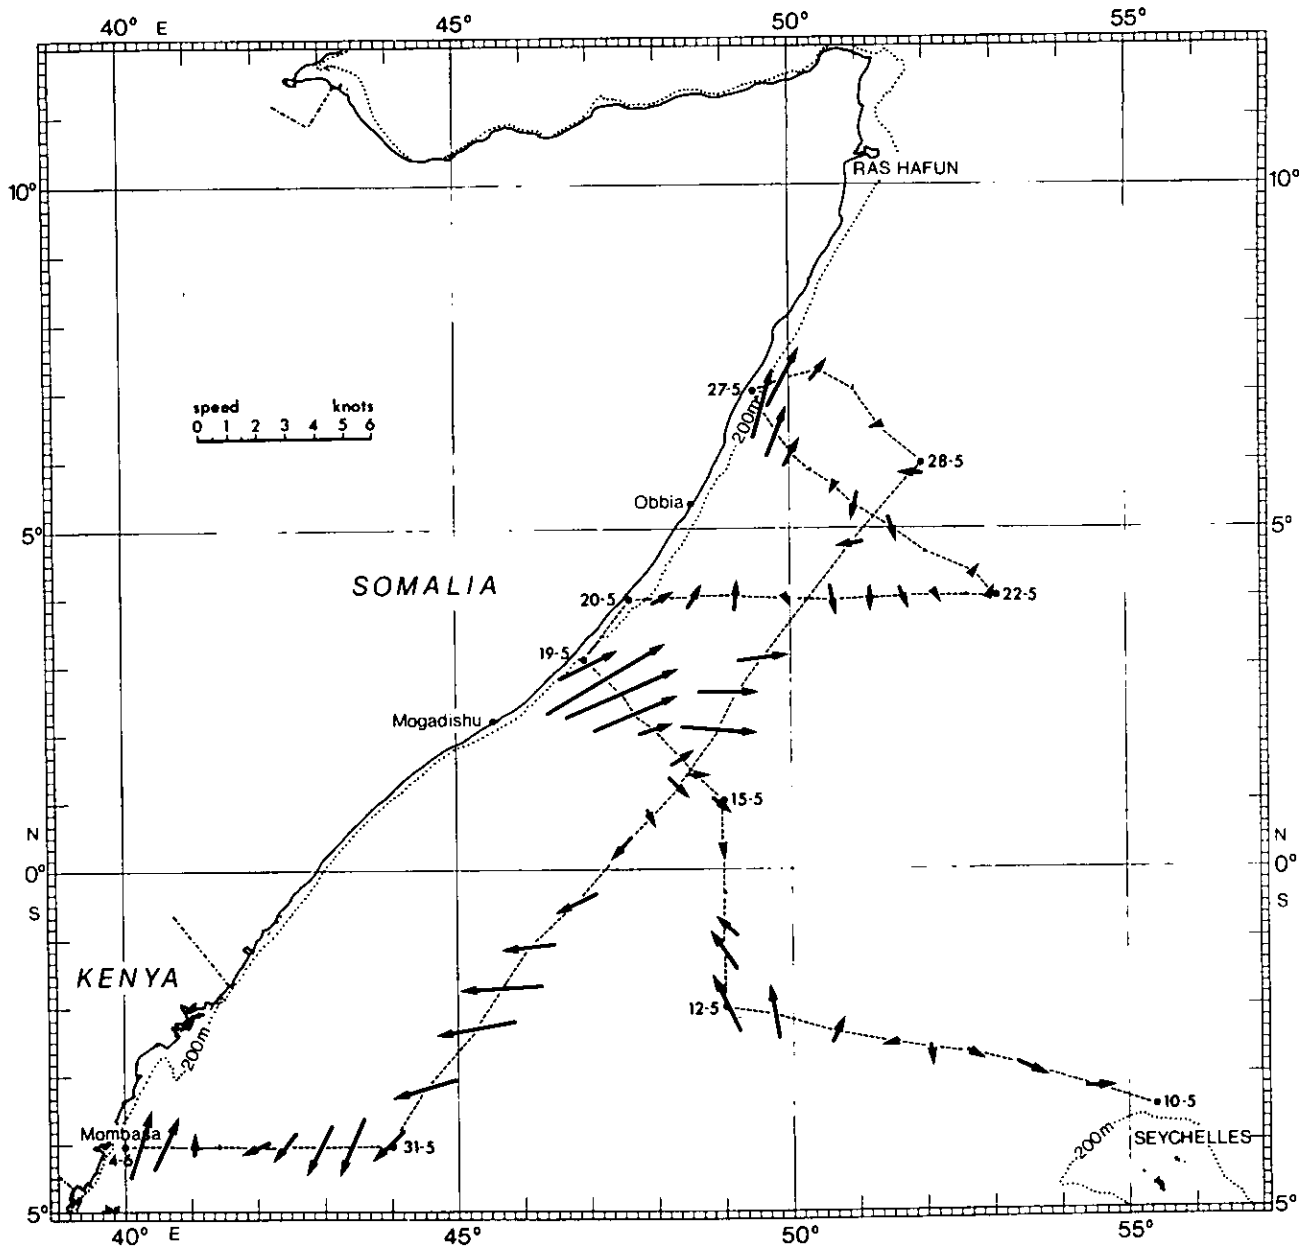 40° E 45° 50° 55°
RAS HAFUN
10° 10°
speed knots
0 1 2 3 4 5 6
27·5
200m
28·5
Obbia
5° 5°
SOMALIA
20·5 22·5
19·5
Mogadishu
15·5
N N
0° 0°
S S
KENYA
12·5
200m
10·5
Mombasa
4·6
31·5
200m
SEYCHELLES
5° 5°
40° E 45° 50° 55°